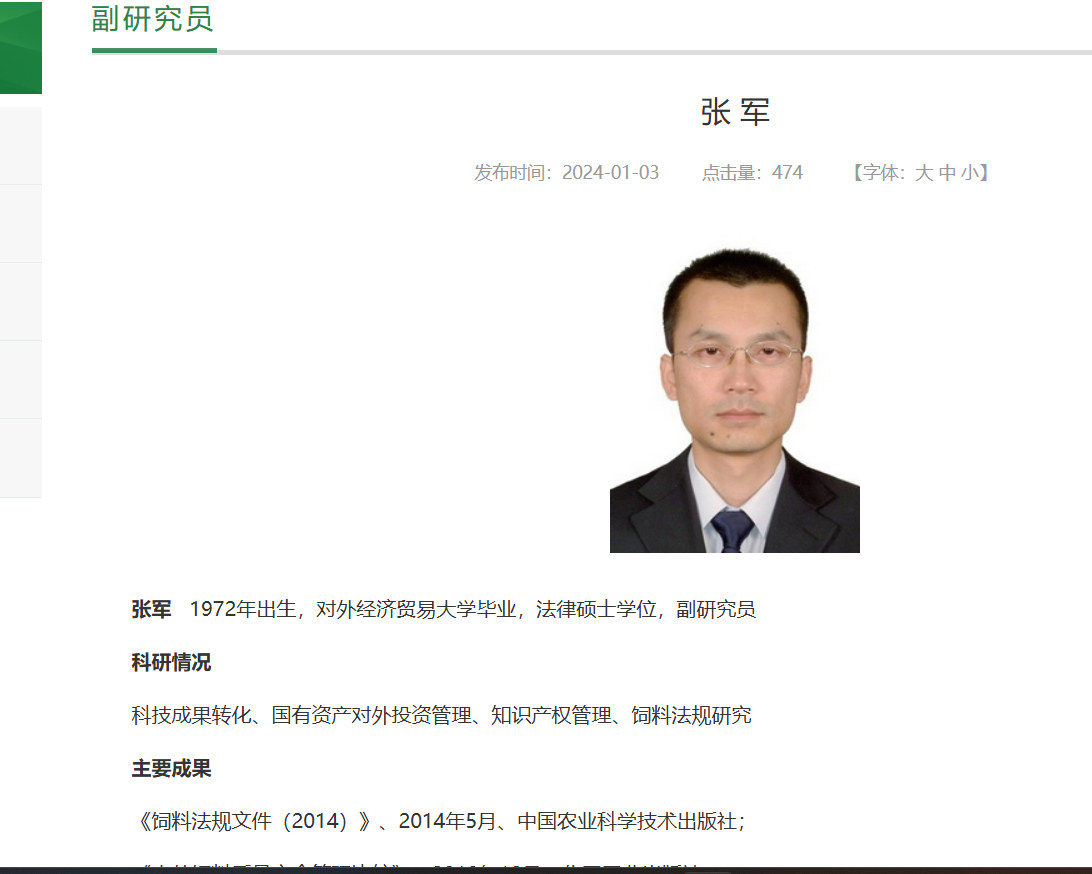 副研究员
张 军
发布时间：2024-01-03 点击量：474 【字体：大 中 小】
张军 1972年出生，对外经济贸易大学毕业，法律硕士学位，副研究员
科研情况
科技成果转化、国有资产对外投资管理、知识产权管理、饲料法规研究
主要成果
《饲料法规文件（2014）》、2014年5月、中国农业科学技术出版社；